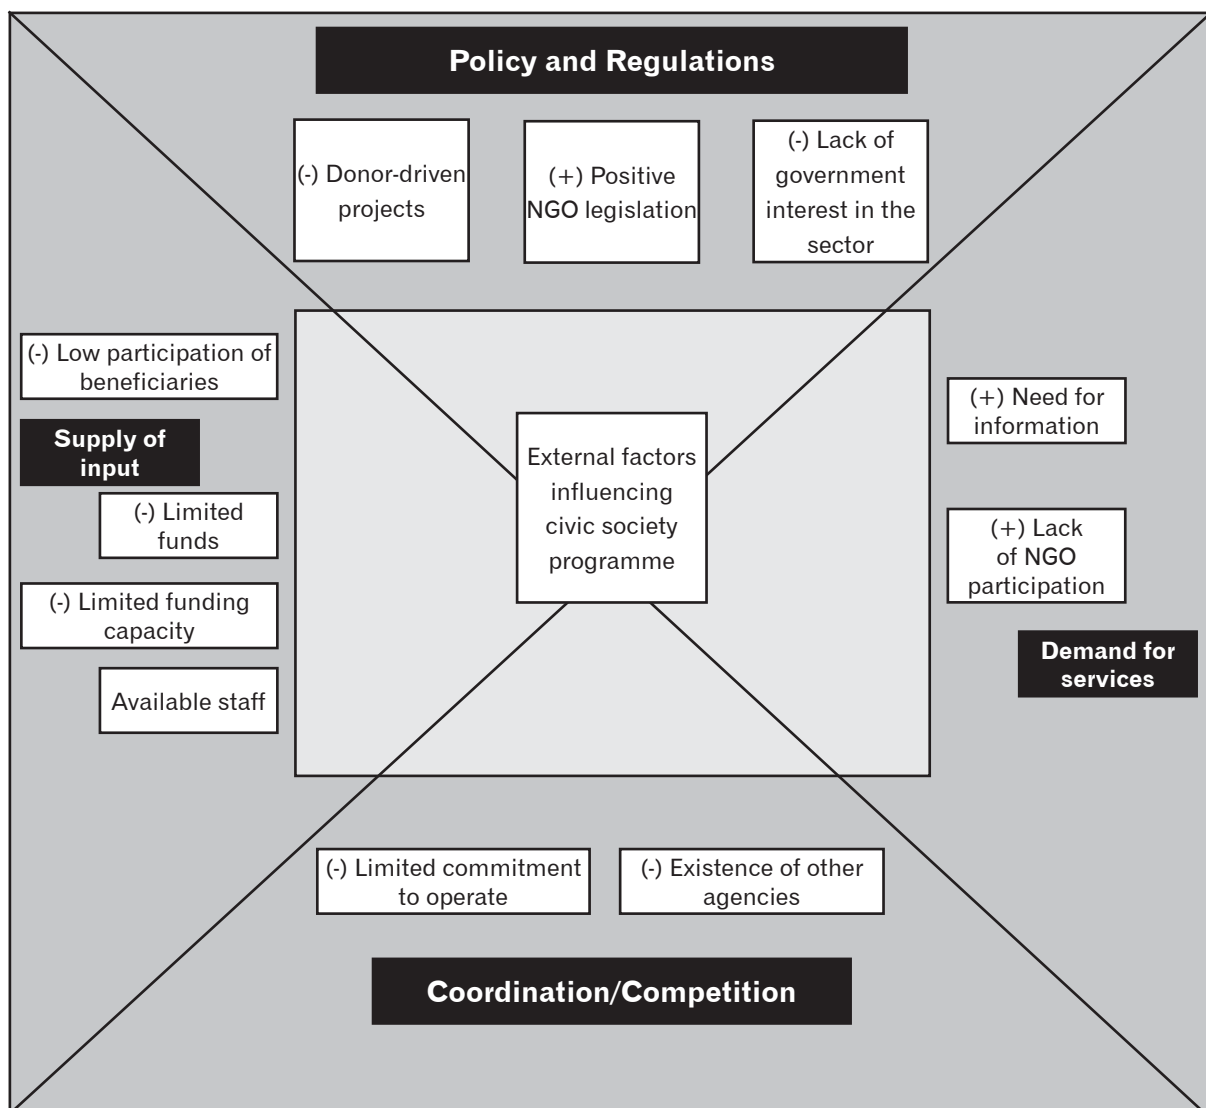 Policy and Regulations
(-) Donor-driven
projects
(+) Positive
NGO legislation
(-) Lack of
government
interest in the
sector
(-) Low participation of
beneficiaries
Supply of
input
(-) Limited
funds
(-) Limited funding
capacity
Available staff
External factors
influencing
civic society
programme
(+) Need for
information
(+) Lack
of NGO
participation
Demand for
services
(-) Limited commitment
to operate
(-) Existence of other
agencies
Coordination/Competition